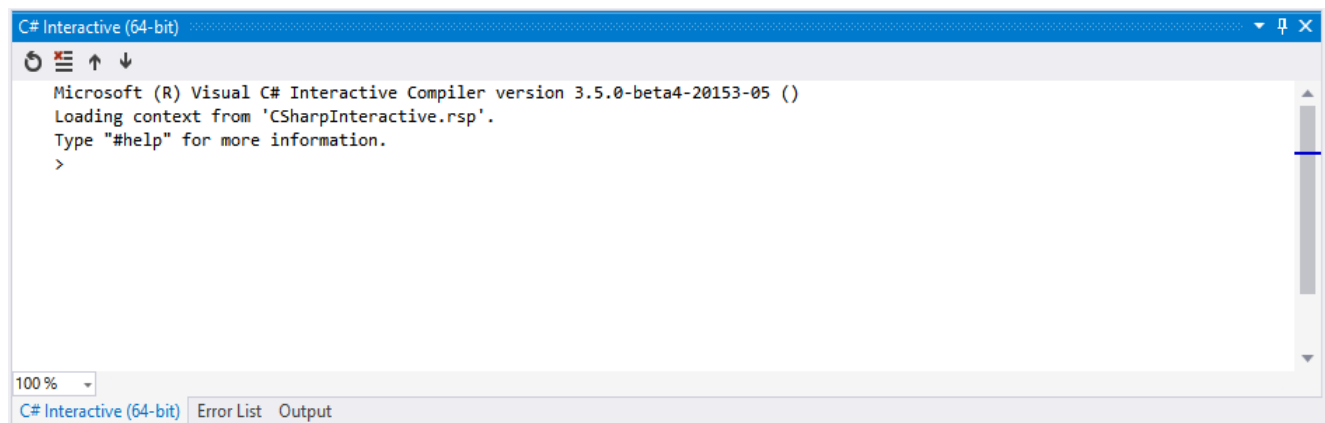 C# Interactive (64-bit)
Microsoft (R) Visual C# Interactive Compiler version 3.5.0-beta4-20153-05 ()
Loading context from 'CSharpInteractive.rsp'.
Type "#help" for more information.
>
100 %
C# Interactive (64-bit) Error List Output